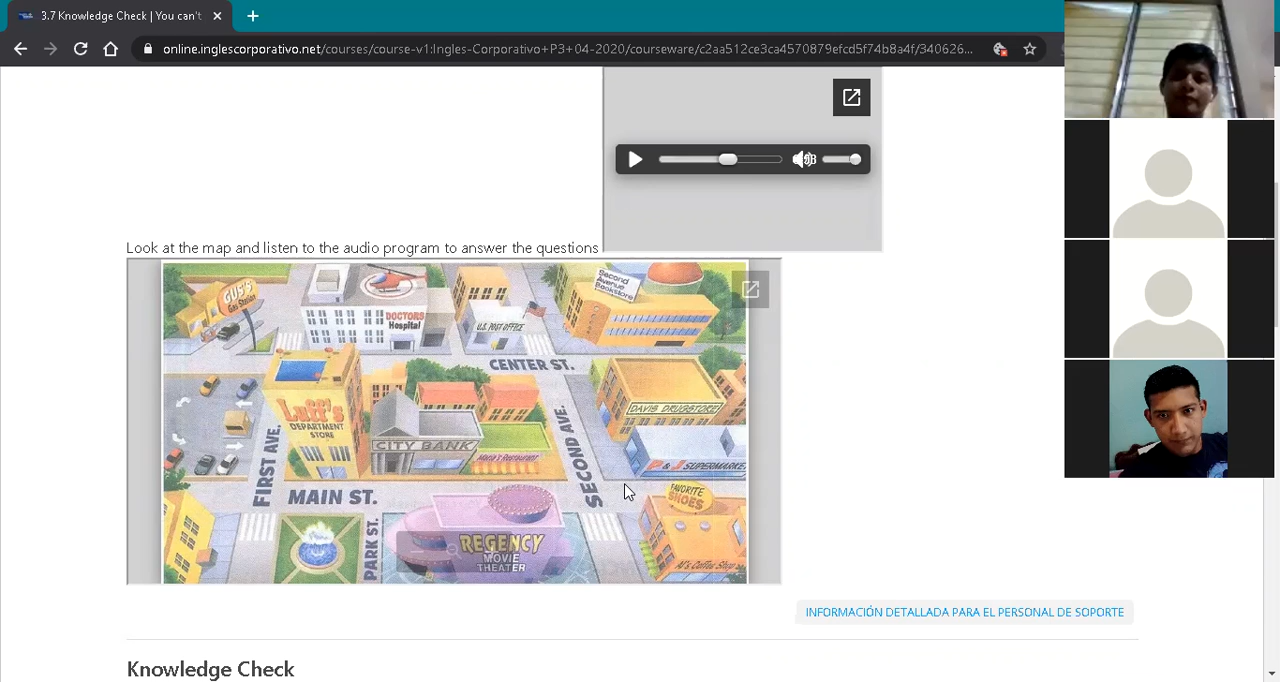 3.7 Knowledge Check | You can't
online.inglescorporativo.net/courses/course-v1:Ingles-Corporativo+P3+04-2020/courseware/c2aa512ce3ca4570879efcd5f74b8a4f/340626...
Look at the map and listen to the audio program to answer the questions
GUS'S
Gas Station
DOCTORS
Hospital
U.S. POST OFFICE
Second
Avenue
Bookstore
CENTER ST.
Luff's
DEPARTMENT
STORE
CITY BANK
Maria's Restaurant
DAVIS DRUGSTORE
P & J SUPERMARKET
FIRST AVE.
MAIN ST.
SECOND AVE.
FAVORITE
SHOES
PARK ST.
REGENCY
MOVIE
THEATER
Al's Coffee Shop
INFORMACIÓN DETALLADA PARA EL PERSONAL DE SOPORTE
Knowledge Check